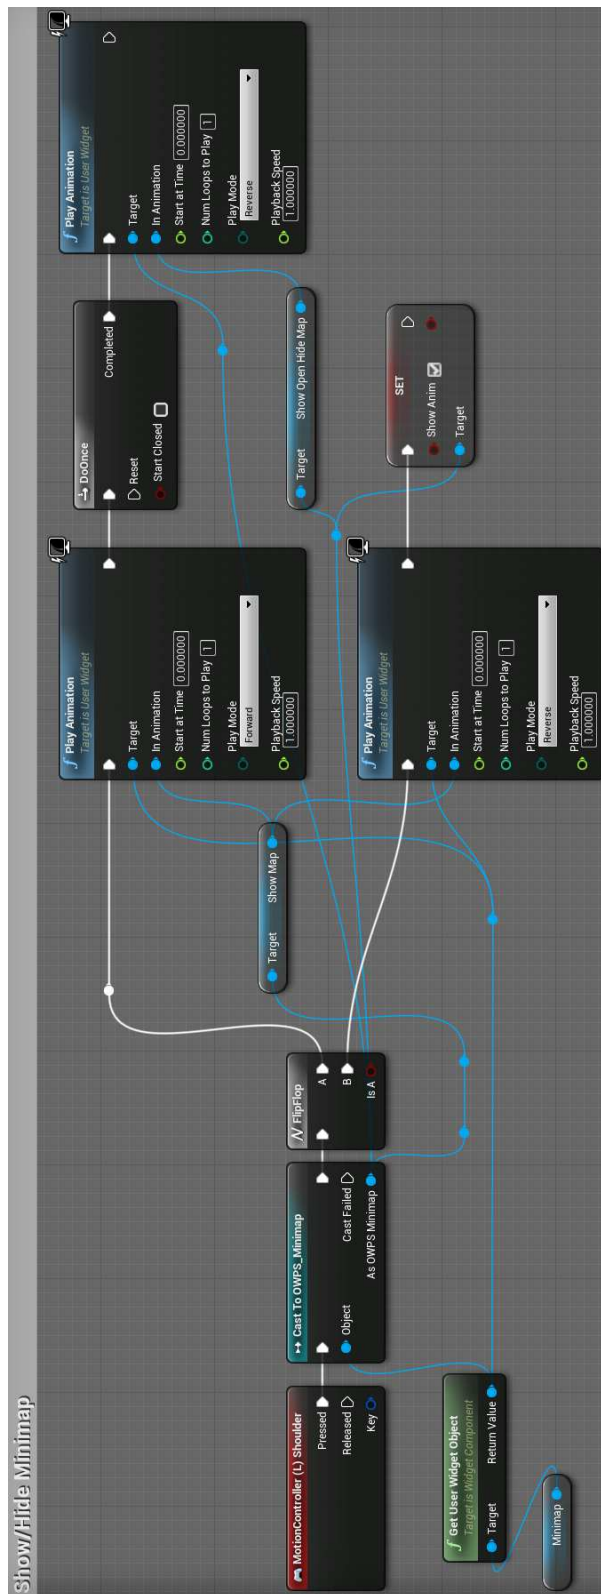 Show/Hide Minimap
MotionController (L) Shoulder
Pressed
Released
Key
Cast To OWPS_Minimap
Object
Cast Failed
As OWPS Minimap
FlipFlop
A
B
Is A
Get User Widget Object
Target is Widget Component
Target
Return Value
Minimap
Target
Show Map
Play Animation
Target is User Widget
Target
In Animation
Start at Time 0.000000
Num Loops to Play 1
Play Mode
Forward
Playback Speed
1.000000
DoOnce
Completed
Reset
Start Closed
Play Animation
Target is User Widget
Target
In Animation
Start at Time 0.000000
Num Loops to Play 1
Play Mode
Reverse
Playback Speed
1.000000
Target
Show Open Hide Map
Play Animation
Target is User Widget
Target
In Animation
Start at Time 0.000000
Num Loops to Play 1
Play Mode
Reverse
Playback Speed
1.000000
SET
Show Anim
Target